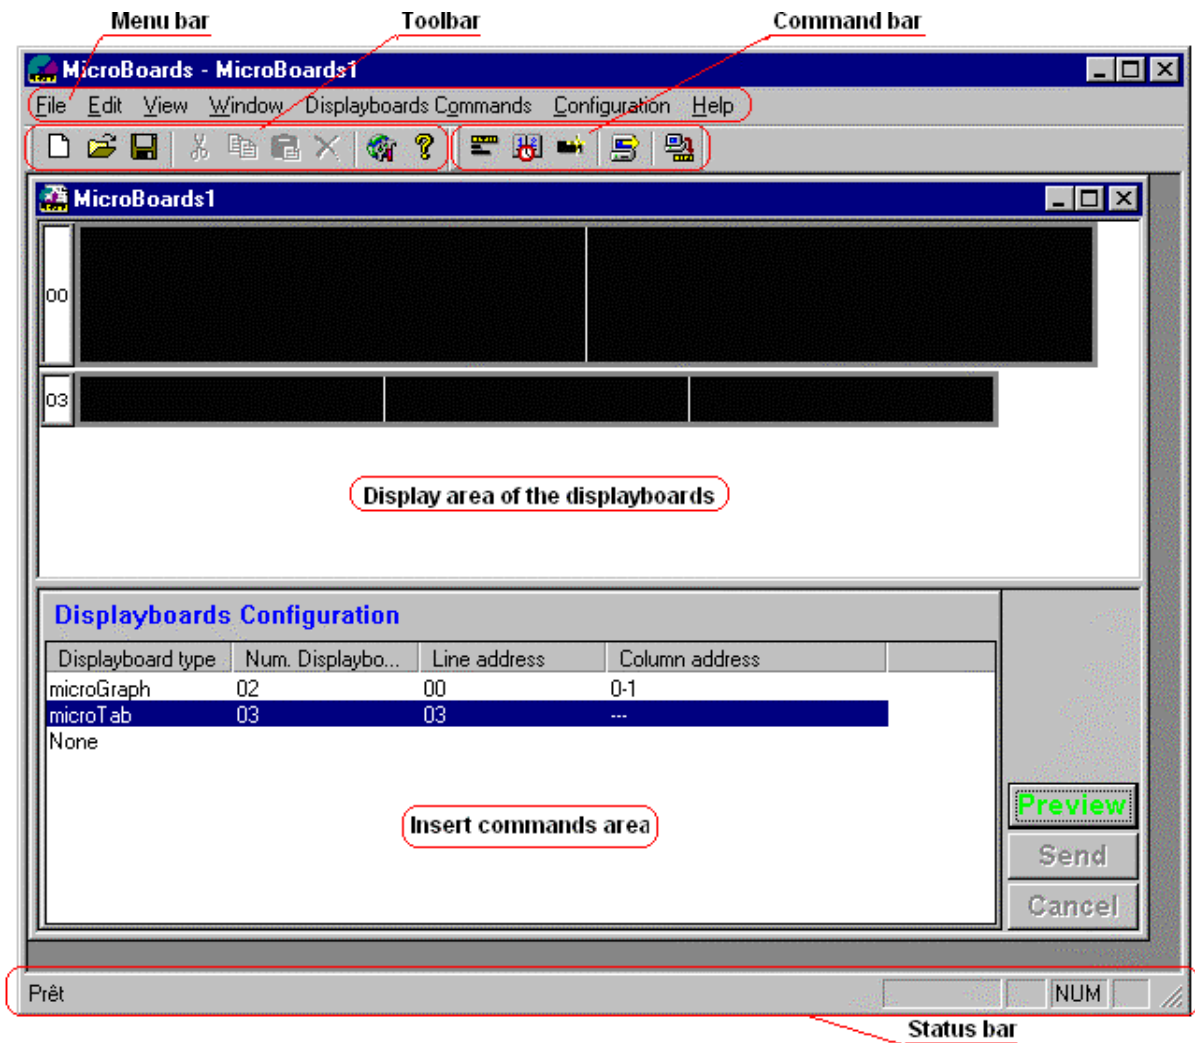 Menu bar Toolbar Command bar
MicroBoards - MicroBoards1
File Edit View Window Displayboards Commands Configuration Help
MicroBoards1
00
03
Display area of the displayboards
Displayboards Configuration
Displayboard type Num. Displaybo... Line address Column address
microGraph 02 00 0-1
microTab 03 03 ---
None
Insert commands area
Preview
Send
Cancel
Prêt NUM
Status bar